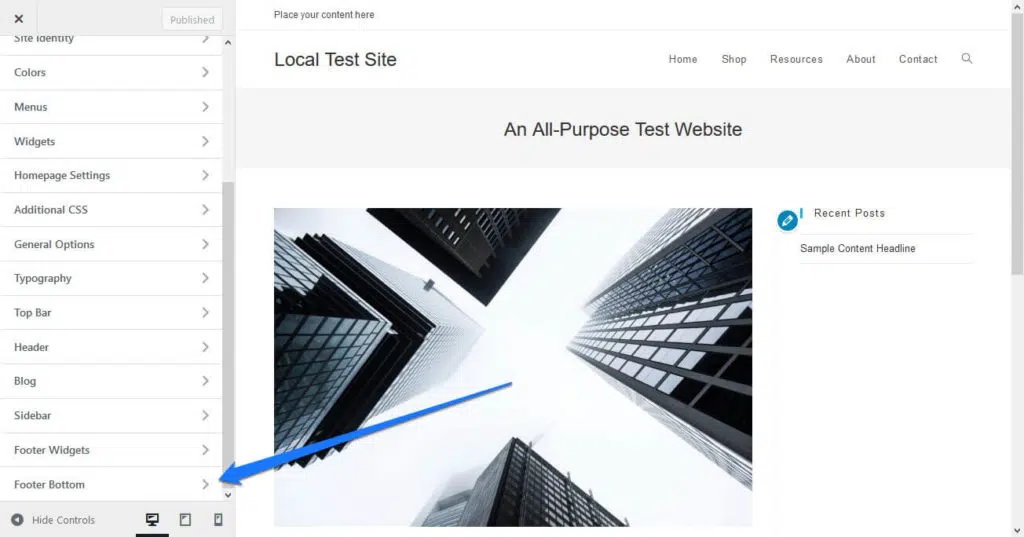 Published
Site Identity
Colors
Menus
Widgets
Homepage Settings
Additional CSS
General Options
Typography
Top Bar
Header
Blog
Sidebar
Footer Widgets
Footer Bottom
Hide Controls
Place your content here
Local Test Site
Home Shop Resources About Contact
An All-Purpose Test Website
Recent Posts
Sample Content Headline